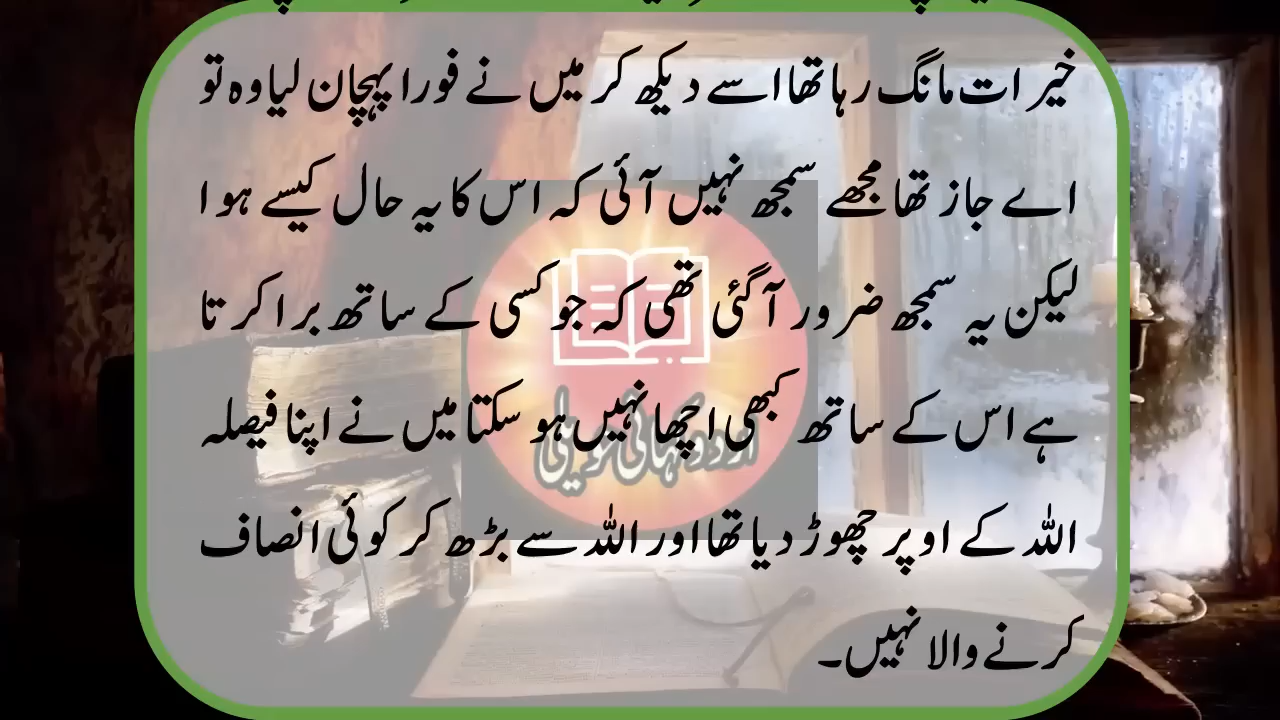 خیرات مانگ رہا تھا اسے دیکھ کر میں نے فورا پہچان لیا وہ تو
اے جاز تھا مجھے سمجھ نہیں آئی کہ اس کا یہ حال کیسے ہوا
لیکن یہ سمجھ ضرور آگئی تھی کہ جو کسی کے ساتھ برا کرتا
ہے اس کے ساتھ کبھی اچھا نہیں ہو سکتا میں نے اپنا فیصلہ
اللہ کے اوپر چھوڑ دیا تھا اور اللہ سے بڑھ کر کوئی انصاف
کرنے والا نہیں۔
اردو کہانی حویلی